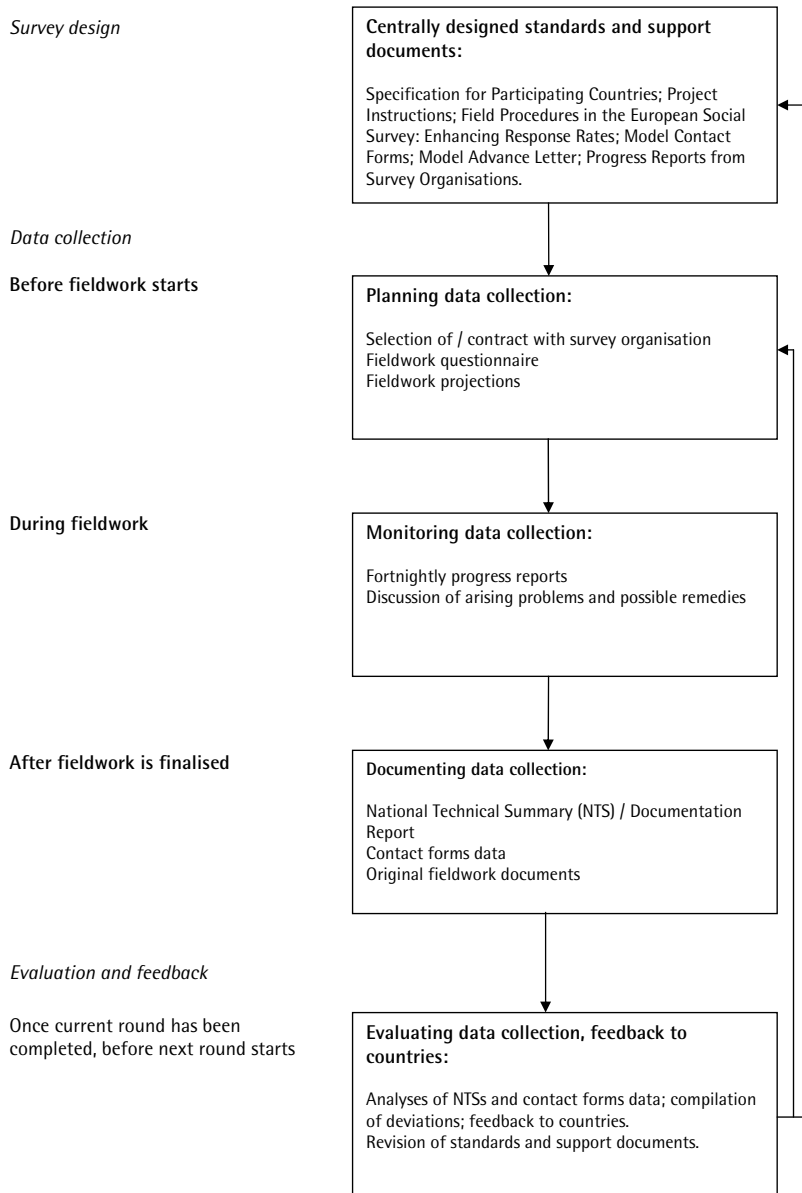 Survey design
Centrally designed standards and support
documents:
Specification for Participating Countries; Project
Instructions; Field Procedures in the European Social
Survey: Enhancing Response Rates; Model Contact
Forms; Model Advance Letter; Progress Reports from
Survey Organisations.
Data collection
Before fieldwork starts
Planning data collection:
Selection of / contract with survey organisation
Fieldwork questionnaire
Fieldwork projections
During fieldwork
Monitoring data collection:
Fortnightly progress reports
Discussion of arising problems and possible remedies
After fieldwork is finalised
Documenting data collection:
National Technical Summary (NTS) / Documentation
Report
Contact forms data
Original fieldwork documents
Evaluation and feedback
Once current round has been
completed, before next round starts
Evaluating data collection, feedback to
countries:
Analyses of NTSs and contact forms data; compilation
of deviations; feedback to countries.
Revision of standards and support documents.